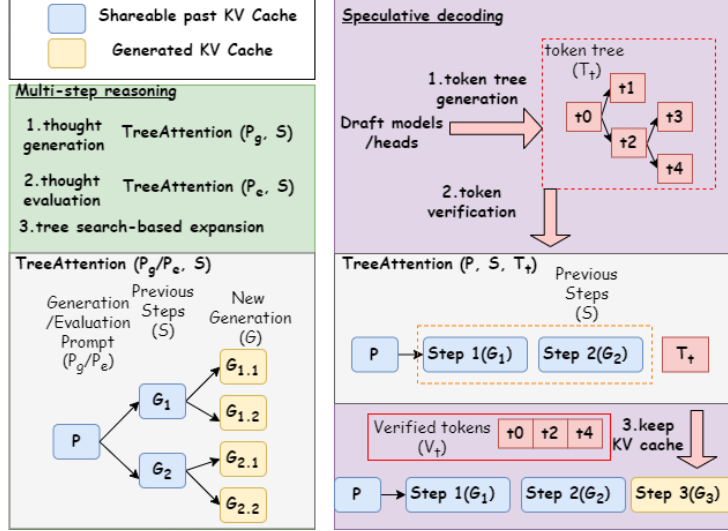 Shareable past KV Cache
Generated KV Cache
Multi-step reasoning
1.thought
generation
TreeAttention (Pg, S)
2.thought
evaluation
TreeAttention (Pe, S)
3.tree search-based expansion
TreeAttention (Pg/Pe, S)
Generation
/Evaluation
Prompt
(Pg/Pe)
Previous
Steps
(S)
New
Generation
(G)
P
G1
G2
G1.1
G1.2
G2.1
G2.2
Speculative decoding
token tree
(Tt)
1.token tree
generation
Draft models
/heads
t0
t1
t2
t3
t4
2.
token
verification
TreeAttention (P, S, Tt)
Previous
Steps
(S)
P
Step 1(G1)
Step 2(G2)
Tt
Verified tokens
(Vt)
t0
t2
t4
3.keep
KV cache
P
Step 1(G1)
Step 2(G2)
Step 3(G3)